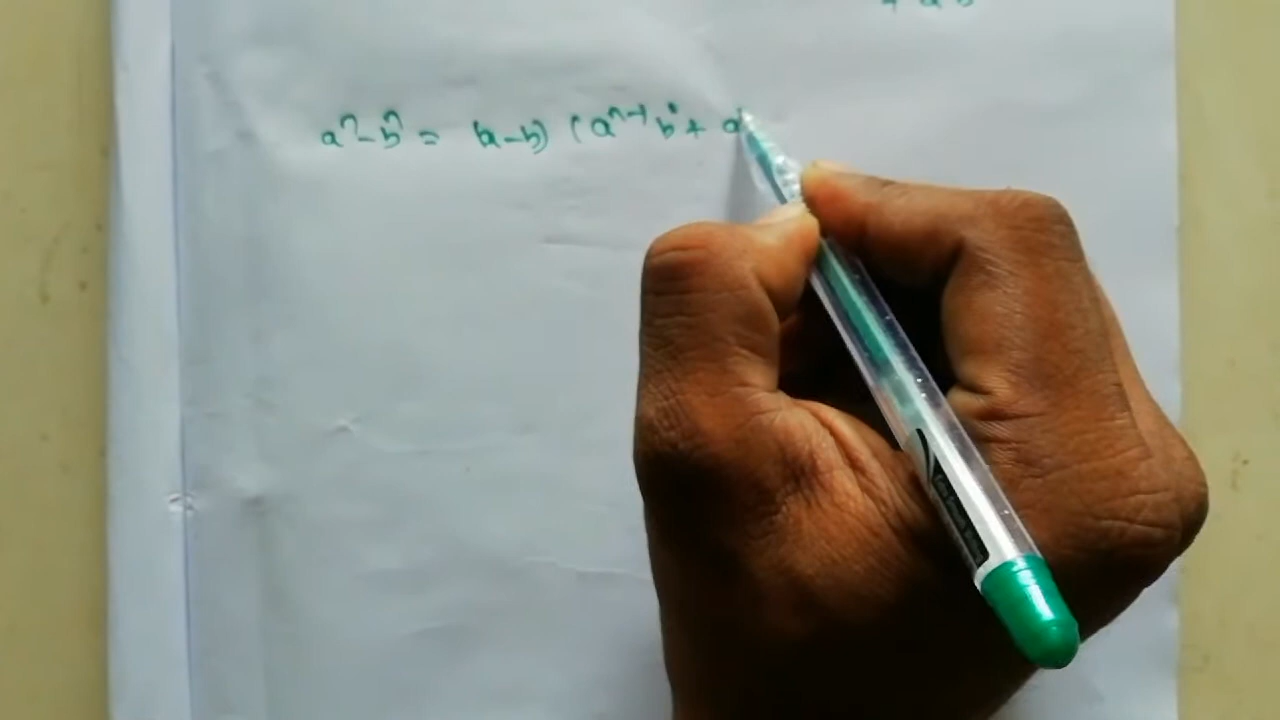 + a b
aⁿ-bⁿ = (a-b) (aⁿ⁻¹ b⁰ + a